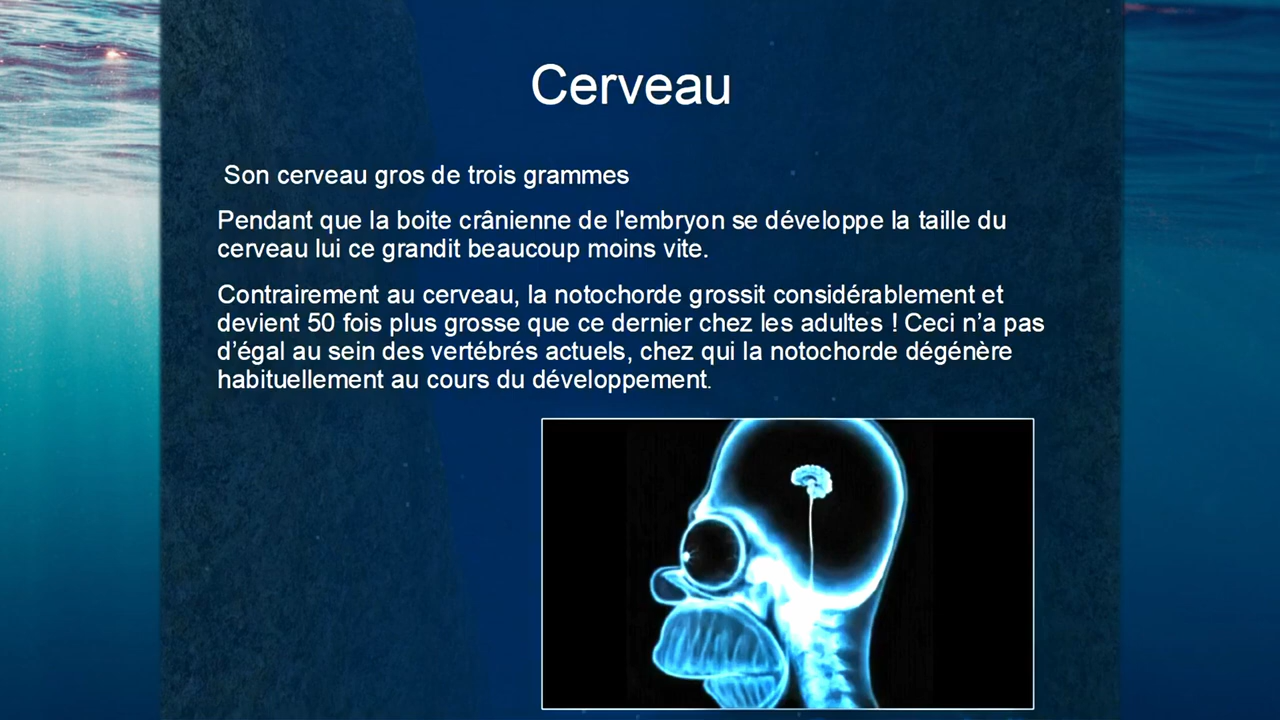 Cerveau
Son cerveau gros de trois grammes
Pendant que la boite crânienne de l'embryon se développe la taille du
cerveau lui ce grandit beaucoup moins vite.
Contrairement au cerveau, la notochorde grossit considérablement et
devient 50 fois plus grosse que ce dernier chez les adultes ! Ceci n’a pas
d’égal au sein des vertébrés actuels, chez qui la notochorde dégénère
habituellement au cours du développement.